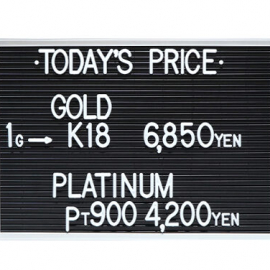 ·TODAY'S PRICE·
GOLD
1G→ K18 6,850YEN
PLATINUM
PT900 4,200YEN